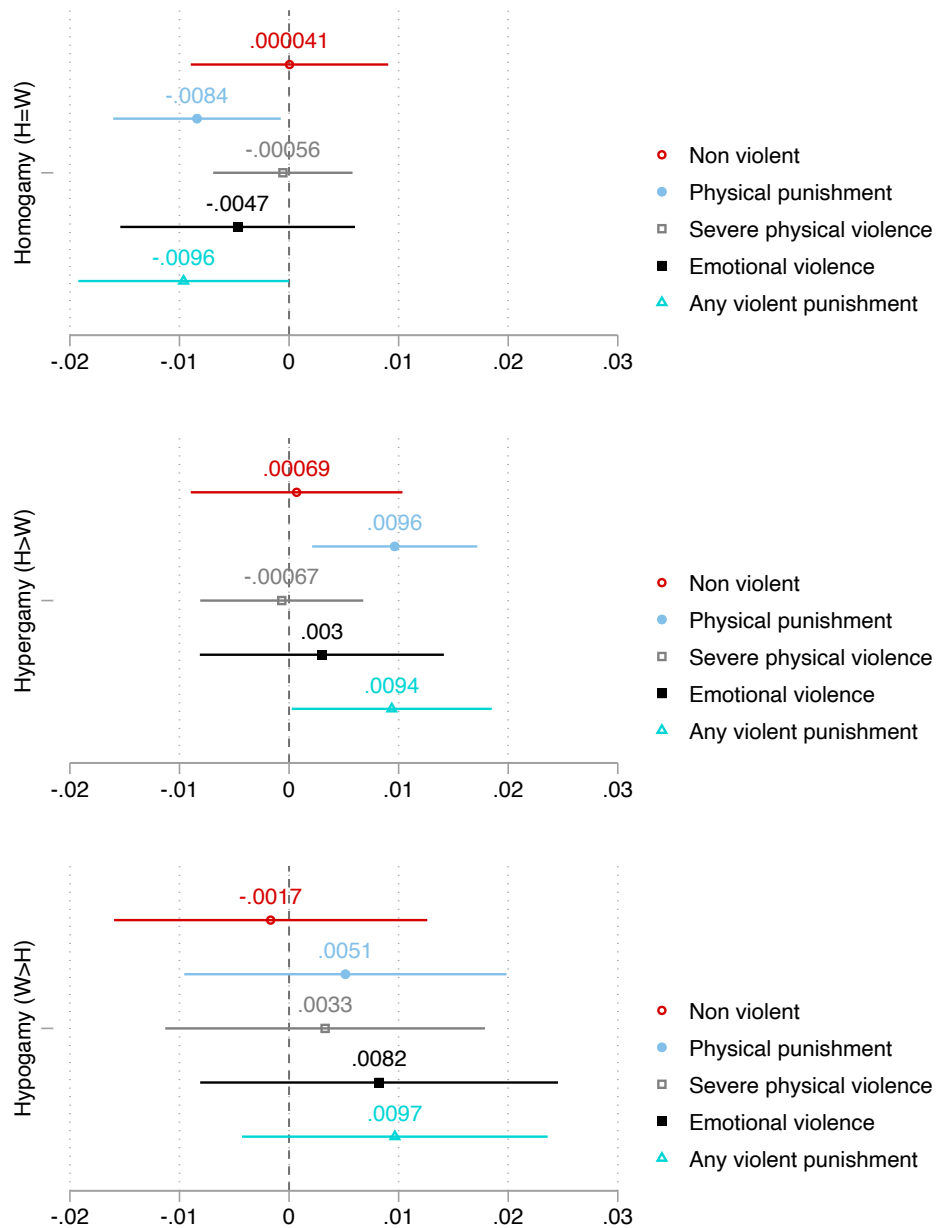 Homogamy (H=W)
.000041
-.0084
-.00056
-.0047
-.0096
-.02 -.01 0 .01 .02 .03
Non violent
Physical punishment
Severe physical violence
Emotional violence
Any violent punishment
Hypergamy (H>W)
.00069
.0096
-.00067
.003
.0094
-.02 -.01 0 .01 .02 .03
Non violent
Physical punishment
Severe physical violence
Emotional violence
Any violent punishment
Hypogamy (W>H)
-.0017
.0051
.0033
.0082
.0097
-.02 -.01 0 .01 .02 .03
Non violent
Physical punishment
Severe physical violence
Emotional violence
Any violent punishment